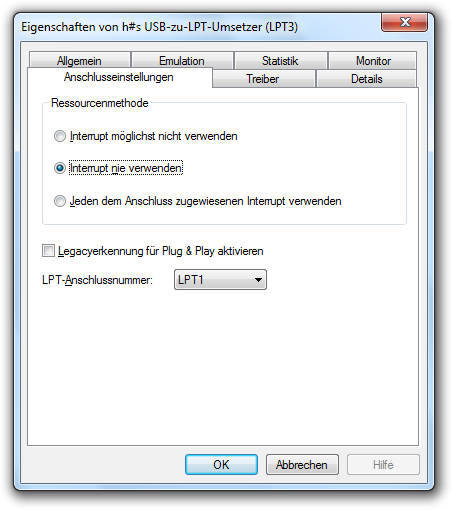 Eigenschaften von h#s USB-zu-LPT-Umsetzer (LPT3)
Allgemein Emulation Statistik Monitor
Anschlusseinstellungen Treiber Details
Ressourcenmethode
Interrupt möglichst nicht verwenden
Interrupt nie verwenden
Jeden dem Anschluss zugewiesenen Interrupt verwenden
Legacyerkennung für Plug & Play aktivieren
LPT-Anschlussnummer: LPT1
OK Abbrechen Hilfe